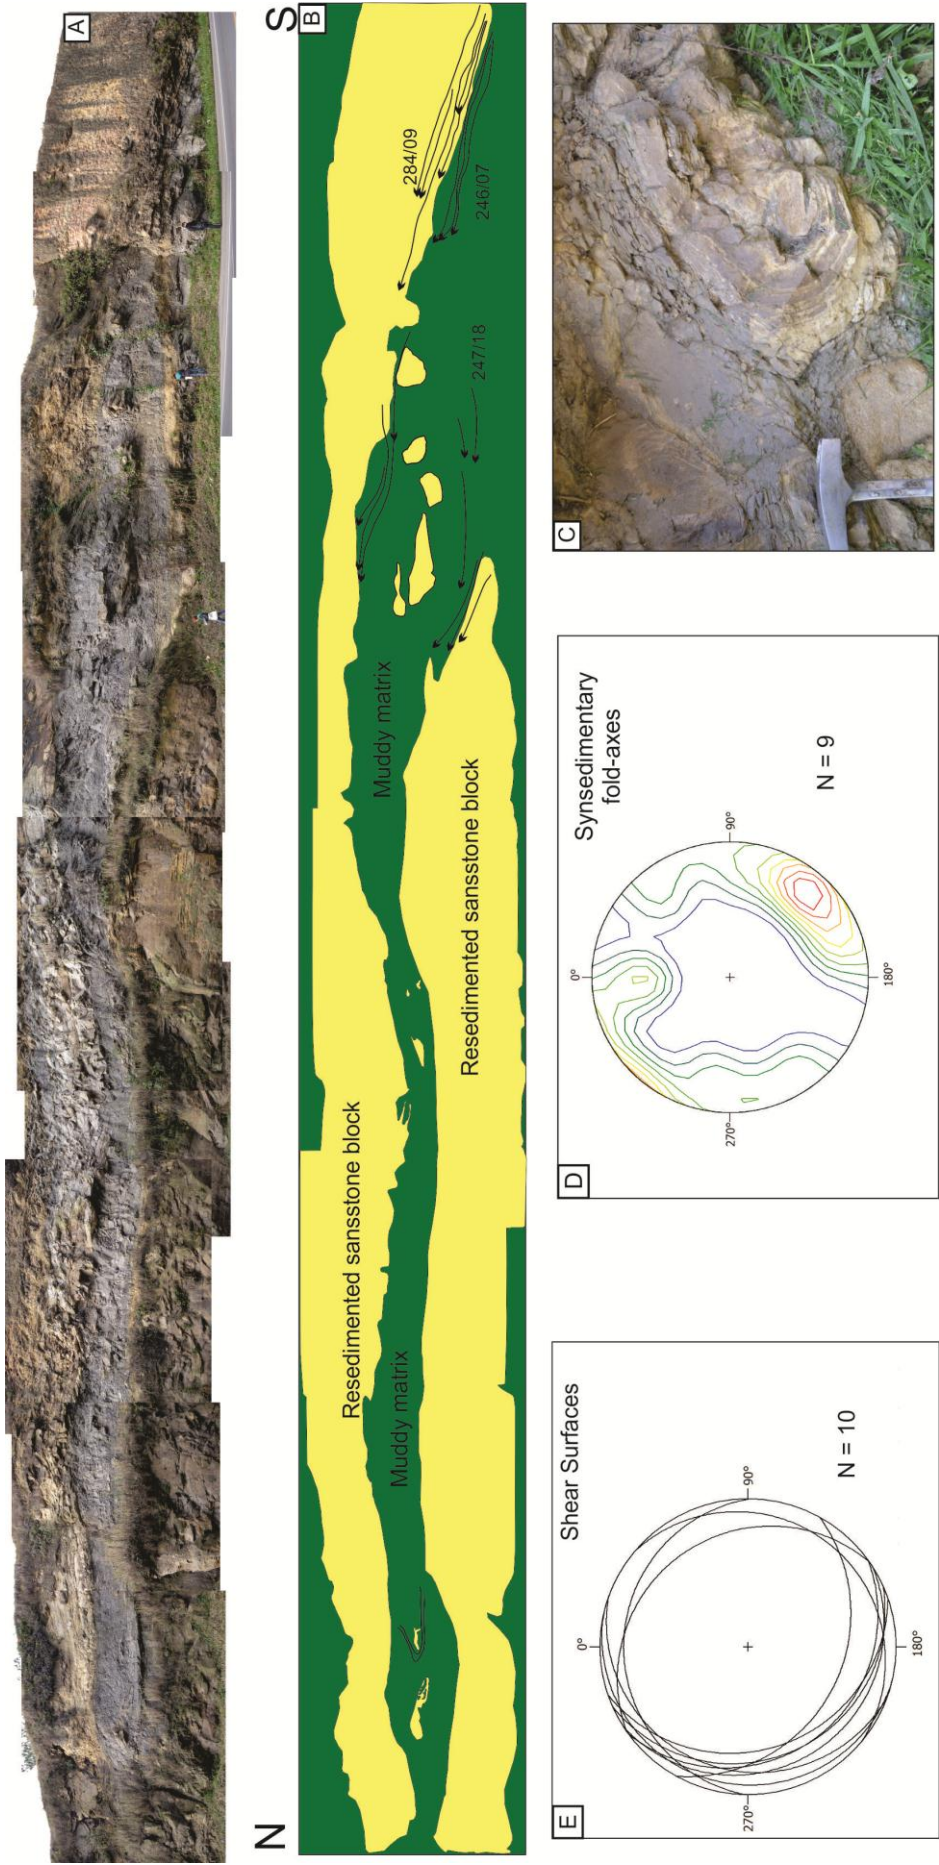 A
N
S
B
284/09
246/07
247/18
Muddy matrix
Resedimented sansstone block
Resedimented sansstone block
Muddy matrix
E
Shear Surfaces
0°
90°
180°
270°
N = 10
D
Synsedimentary
fold-axes
0°
90°
180°
270°
N = 9
C